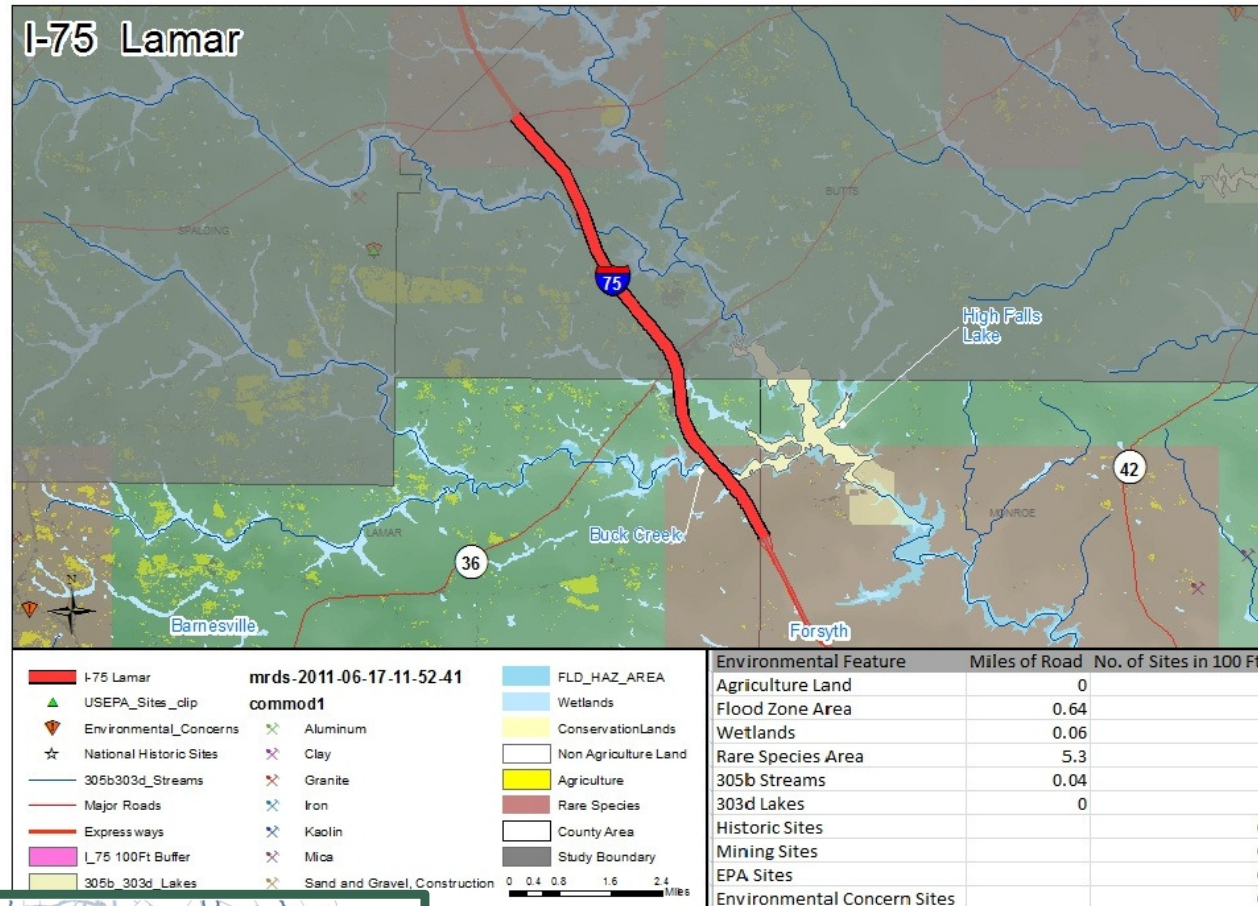 I-75 Lamar
SPALDING
BUTTS
75
High Falls
Lake
42
MONROE
LAMAR
Buck Creek
36
N
Barnesville
Forsyth
I-75 Lamar
USEPA_Sites_clip
Environmental_Concerns
National Historic Sites
305b303d_Streams
Major Roads
Expressways
I_75 100Ft Buffer
305b_303d_Lakes
mrds-2011-06-17-11-52-41
commod1
Aluminum
Clay
Granite
Iron
Kaolin
Mica
Sand and Gravel, Construction
FLD_HAZ_AREA
Wetlands
ConservationLands
Non Agriculture Land
Agriculture
Rare Species
County Area
Study Boundary
0 0.4 0.8 1.6 2.4
Miles
Environmental Feature Miles of Road No. of Sites in 100 Ft
Agriculture Land 0
Flood Zone Area 0.64
Wetlands 0.06
Rare Species Area 5.3
305b Streams 0.04
303d Lakes 0
Historic Sites
Mining Sites
EPA Sites
Environmental Concern Sites